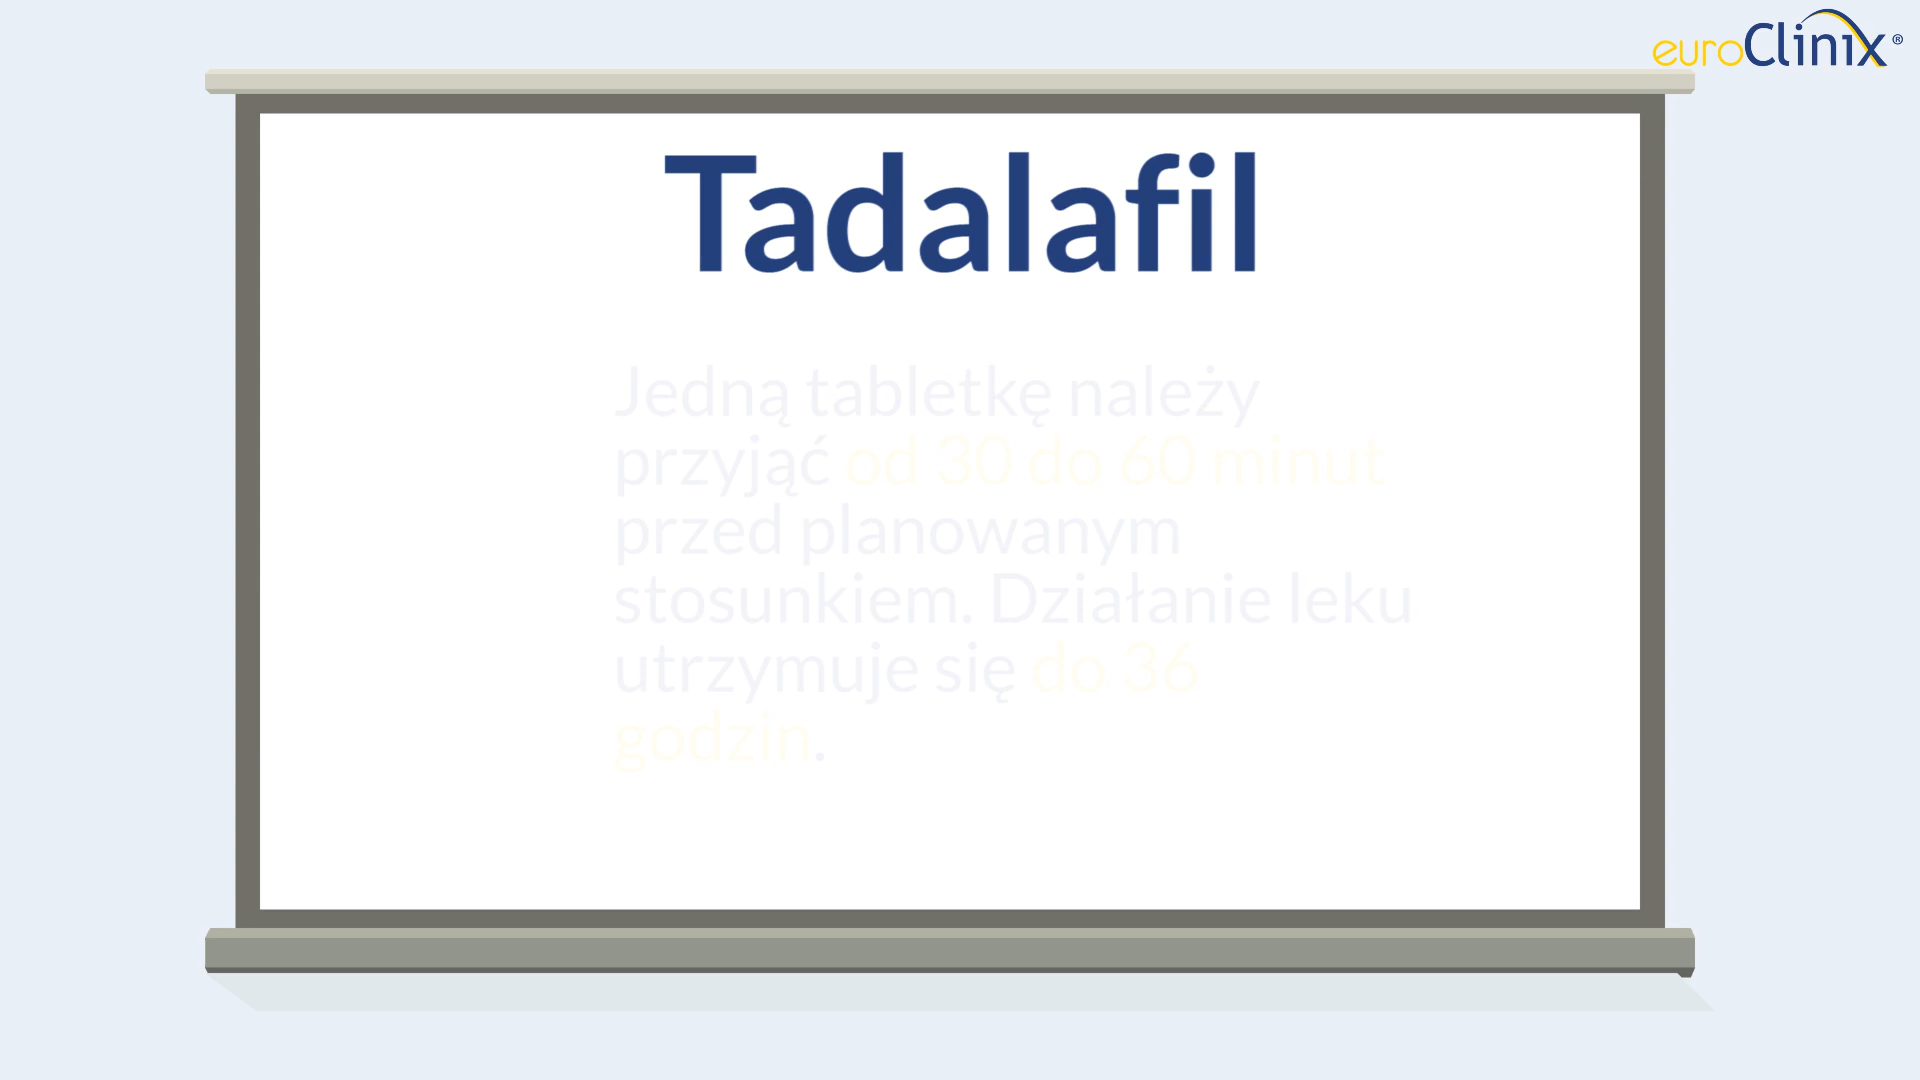 euroClinix®
Tadalafil
Jedną tabletkę należy
przyjąć od 30 do 60 minut
przed planowanym
stosunkiem. Działanie leku
utrzymuje się do 36
godzin.